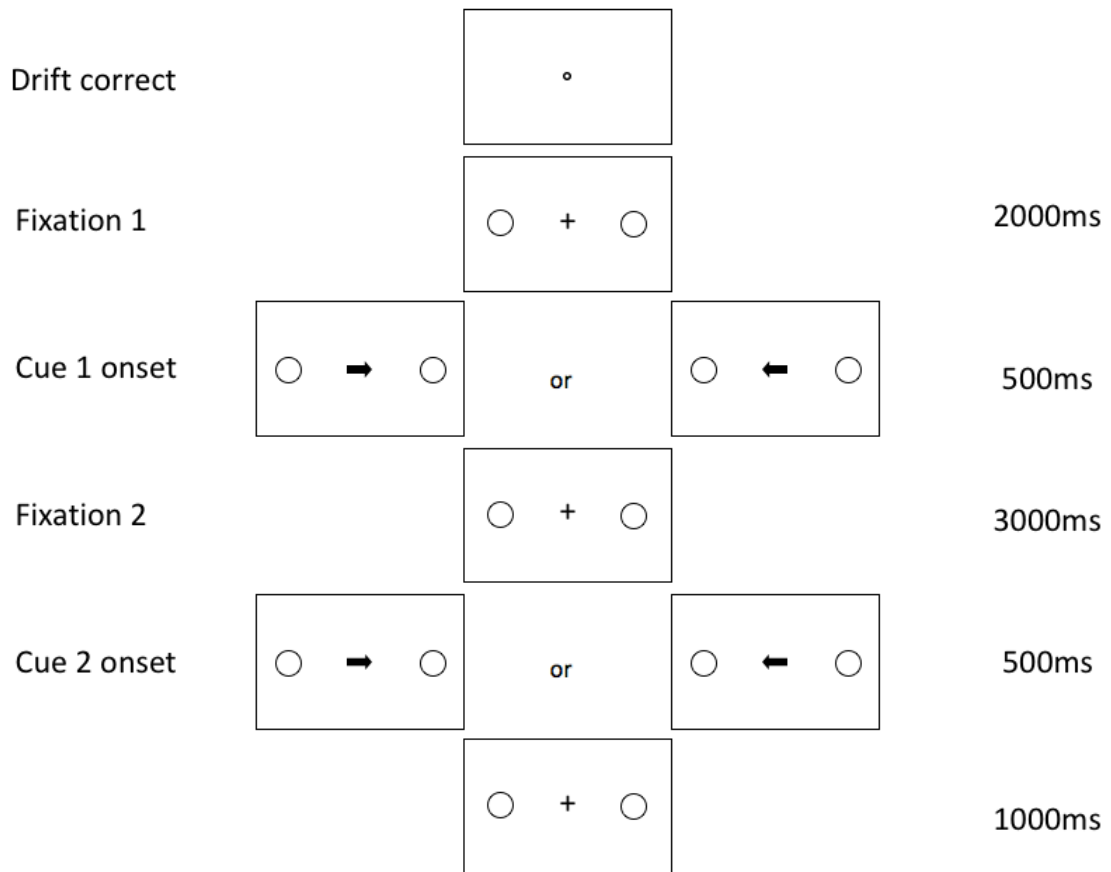 Drift correct
Fixation 1
2000ms
Cue 1 onset
or
500ms
Fixation 2
3000ms
Cue 2 onset
or
500ms
1000ms